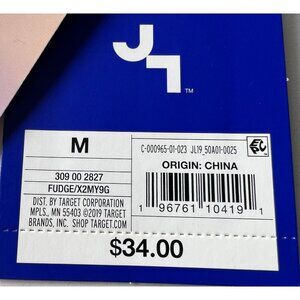 TM
M
309 00 2827
FUDGE/X2MY9G
DIST. BY TARGET CORPORATION
MPLS., MN 55403 ©2019 TARGET
BRANDS, INC. SHOP TARGET.COM
C-000965-01-023 JL19_50A01-0025
ORIGIN: CHINA
1 96761 10419 1
$34.00